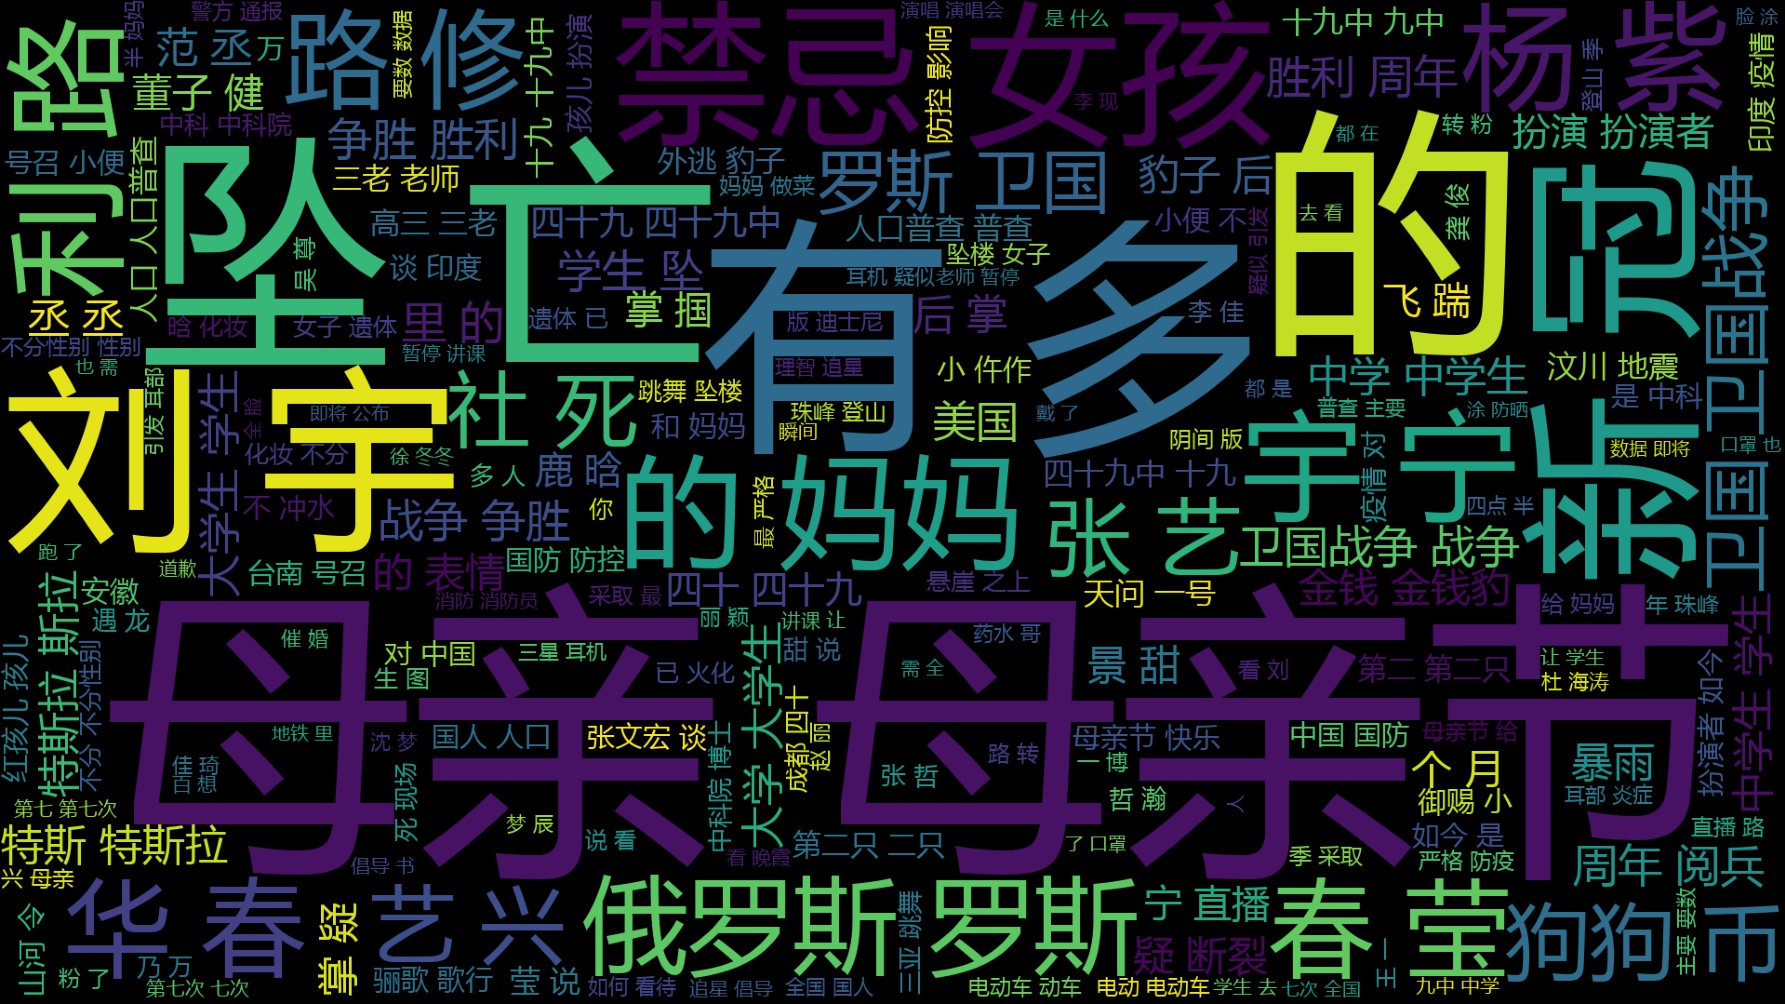 半 妈妈
警方 通报
演唱 演唱会
是 什么
十九中 九中
杨 紫
脸 涂
路
范 丞
万
路 修
要数 数据
十九 十九中
孩儿 扮演
禁忌 女孩
防控 影响
李 现
胜利 周年
登山 季
印度 疫情
董子 健
中科 中科院
争胜 胜利
号召 小便
人口 人口普查
三老 老师
外逃 豹子
妈妈 做菜
罗斯 卫国
豹子 后
都 在
转 粉
扮演 扮演者
利
坠亡
有 多
的
新 冠
卫国 卫国战争
高三 三老
四十九 四十九中
人口普查 普查
小便 不
去 看
龚 俊
吴 尊
谈 印度
学生 坠
坠楼 女子
耳机 疑似
老师 暂停
疑似 引发
飞 踹
丞 丞
晗 化妆
女子 遗体
里 的
遗体 已
掌 掴
版 迪士尼
后 掌
李 佳
不分性别 性别
也 需
暂停 讲课
理智 追星
小 仵作
中学 中学生
汶川 地震
刘 宇
引发 耳部
大学生 学生
全 脸
即将 公布
社 死
跳舞 坠楼
珠峰 登山
美国
戴 了
都 是
普查 主要
涂 防晒
是 中科
和 妈妈
瞬间
阴间 版
宇 宁
数据 即将
口罩 也
化妆 不分
徐 冬冬
多 人
鹿 晗
的 妈妈
四十九中 十九
疫情 对
四点 半
不 冲水
战争 争胜
你
最 严格
张 艺
卫国战争 战争
跑 了
道歉
台南 号召
的 表情
国防 防控
四十 四十九
悬崖 之上
天问 一号
金钱 金钱豹
特斯拉 斯拉
安徽
遇 龙
消防 消防员
采取 最
丽 颖
讲课 让
给 妈妈
年 珠峰
中学生 学生
母亲 母亲节
红孩儿 孩儿
不分 不分性别
催 婚
对 中国
生 图
三星 耳机
已 火化
大学 大学生
甜 说
药水 哥
需 全
景 甜
看 刘
第二 第二只
让 学生
杜 海涛
扮演者 如今
地铁 里
沈 梦
国人 人口
张文宏 谈
中科院 博士
成都 四十
赵 丽
路 转
母亲节 快乐
中国 国防
母亲节 给
佳 琦
百 想
死 现场
张 哲
一 博
哲 瀚
人
个 月
御赐 小
暴雨
耳部 炎症
第七 第七次
梦 辰
说 看
了 口罩
如今 是
直播 路
特斯 特斯拉
倡导 书
看 晚霞
第二只 二只
季 采取
严格 防疫
周年 阅兵
兴 母亲
山河 令
粉 了
华 春
乃 万
第七次 七次
掌 疑
艺 兴
骊歌 歌行
莹 说
俄罗斯 罗斯
如何 看待
追星 倡导
全国 国人
三亚 跳舞
宁 直播
疑 断裂
电动车 动车
电动 电动车
学生 去
七次 全国
春 莹
王 一
九中 中学
狗狗 币
主要 要数